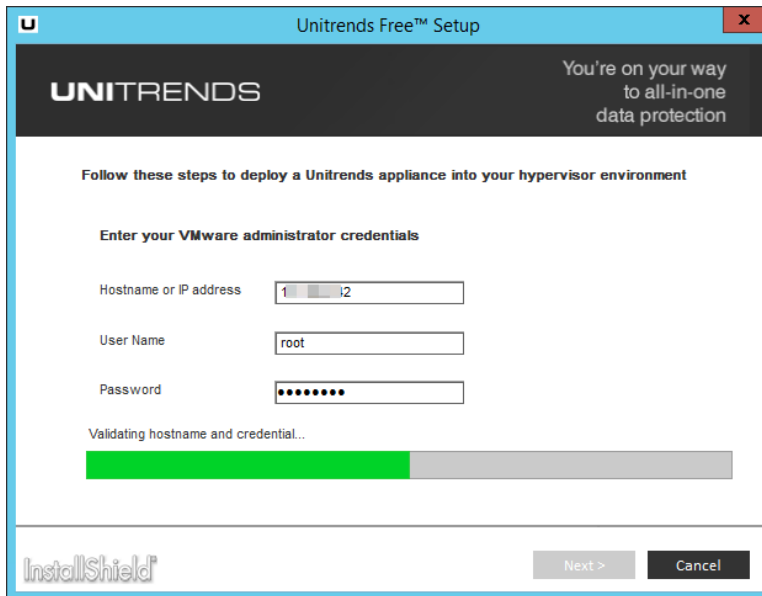 U
Unitrends Free™ Setup
x
UNITRENDS
You're on your way
to all-in-one
data protection
Follow these steps to deploy a Unitrends appliance into your hypervisor environment
Enter your VMware administrator credentials
Hostname or IP address
User Name
root
Password
••••••••
Validating hostname and credential...
InstallShield
Next >
Cancel